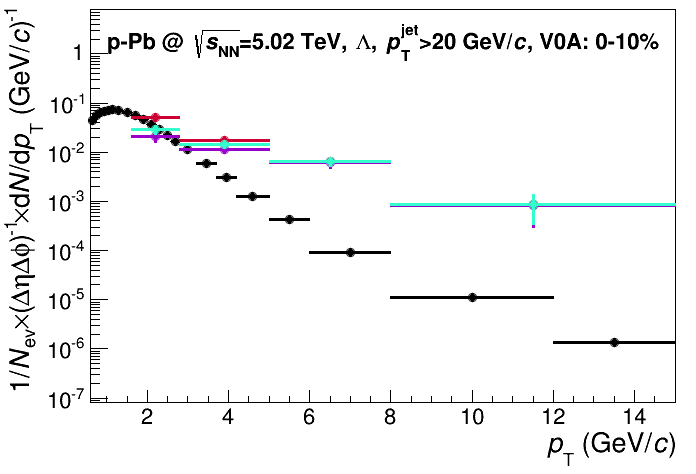 p-Pb @ √sNN=5.02 TeV, Λ, pTjet>20 GeV/c, V0A: 0-10%
1/Nev×(ΔηΔϕ)-1×dN/dpT (GeV/c)-1
1
10-1
10-2
10-3
10-4
10-5
10-6
10-7
2 4 6 8 10 12 14
pT (GeV/c)